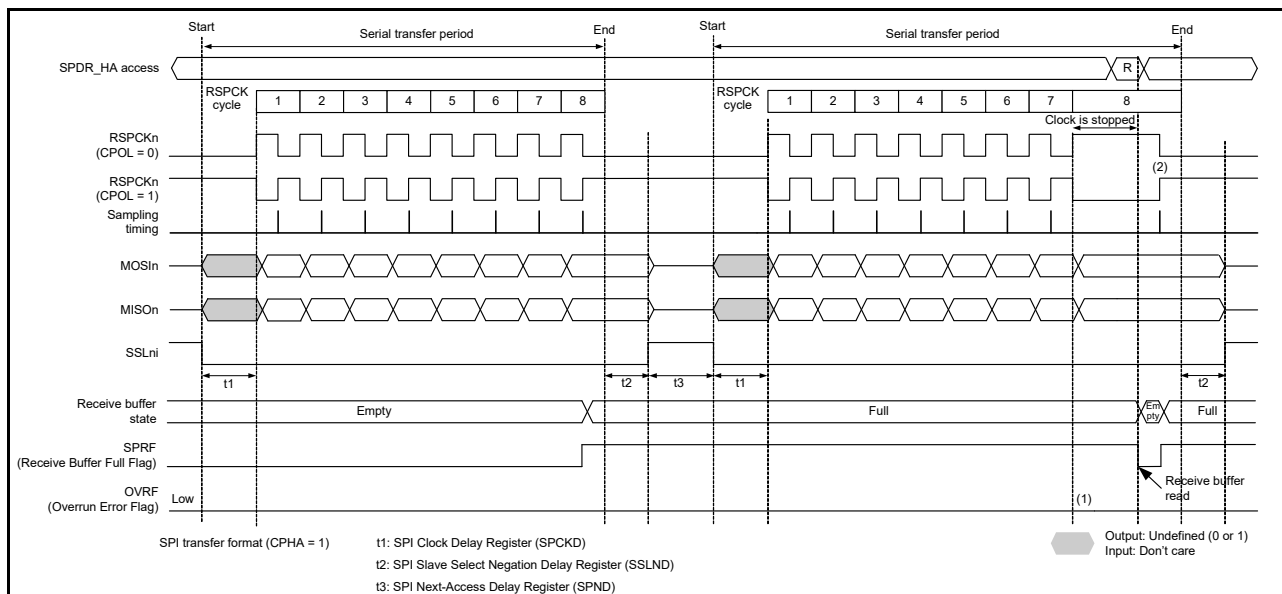 Start
End
Start
End
Serial transfer period
Serial transfer period
SPDR_HA access
R
RSPCK
cycle
1 2 3 4 5 6 7 8
RSPCK
cycle
1 2 3 4 5 6 7 8
Clock is stopped
RSPCKn
(CPOL = 0)
(2)
RSPCKn
(CPOL = 1)
Sampling
timing
MOSIn
MISOn
SSLni
t1
t2
t3
t1
t2
Receive buffer
state
Empty
Full
Em
pty
Full
SPRF
(Receive Buffer Full Flag)
Receive buffer
read
OVRF
(Overrun Error Flag)
Low
(1)
SPI transfer format (CPHA = 1)
t1: SPI Clock Delay Register (SPCKD)
t2: SPI Slave Select Negation Delay Register (SSLND)
t3: SPI Next-Access Delay Register (SPND)
Output: Undefined (0 or 1)
Input: Don't care